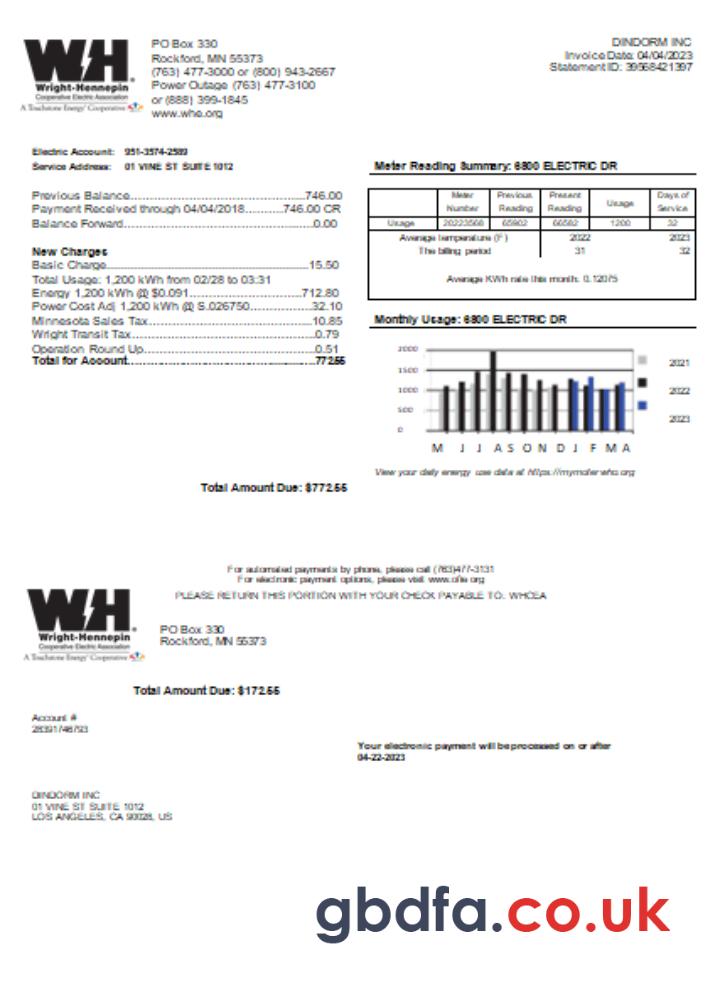 WH
Wright-Hennepin
Cooperative Electric Association
A Touchstone Energy® Cooperative
PO Box 330
Rockford, MN 55373
(763) 477-3000 or (800) 943-2667
Power Outage (763) 477-3100
or (888) 399-1845
www.whe.org
DINDORM INC
Invoice Date: 04/04/2023
Statement ID: 39568421397
Electric Account: 951-3574-2589
Service Address: 01 VINE ST SUITE 1012
Previous Balance..........746.00
Payment Received through 04/04/2018..........746.00 CR
Balance Forward..........0.00
New Charges
Basic Charge..........15.50
Total Usage: 1,200 kWh from 02/28 to 03:31
Energy 1,200 kWh @ $0.091..........712.80
Power Cost Adj 1,200 kWh @ S.026750..........32.10
Minnesota Sales Tax..........10.85
Wright Transit Tax..........0.79
Operation Round Up..........0.51
Total for Account..........77255
Total Amount Due: $772.55
Meter Reading Summary: 6800 ELECTRIC DR
Meter Number Previous Reading Present Reading Usage Days of Service
Usage 20223568 65902 66582 1200 32
Average temperature (F) 2022 2023
The billing period 31 32
Average KWh rate this month: 0.12075
Monthly Usage: 6800 ELECTRIC DR
2000
1500
1000
500
0
M J J A S O N D J F M A
2021
2022
2023
View your daily energy use data at https://mymeter.who.org
For automated payments by phone, please call (763)477-3131
For electronic payment options, please visit www.ofie org
PLEASE RETURN THIS PORTION WITH YOUR CHECK PAYABLE TO: WHCEA
WH
Wright-Hennepin
Cooperative Electric Association
A Touchstone Energy® Cooperative
PO Box 330
Rockford, MN 55373
Total Amount Due: $172.55
Account #
28391746793
Your electronic payment will be processed on or after
04-22-2023
DINDORM INC
01 VINE ST SUITE 1012
LOS ANGELES, CA 90028, US
gbdfa.co.uk